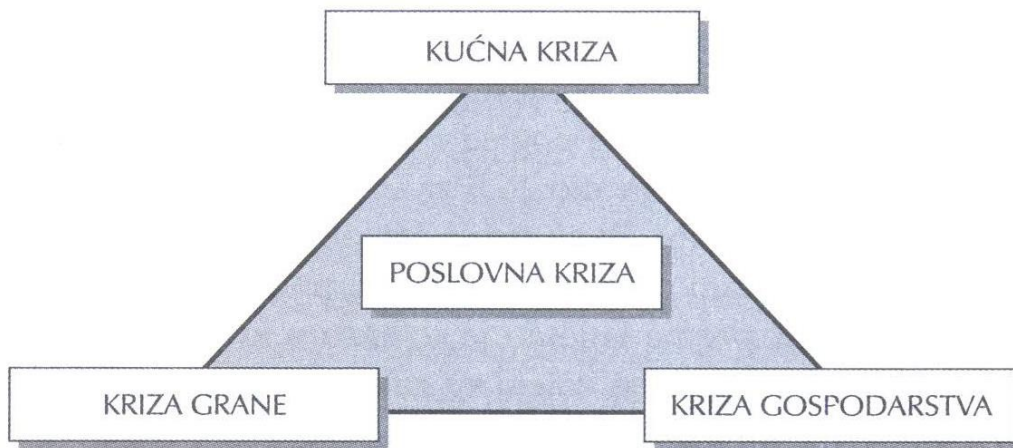 KUĆNA KRIZA
POSLOVNA KRIZA
KRIZA GRANE
KRIZA GOSPODARSTVA